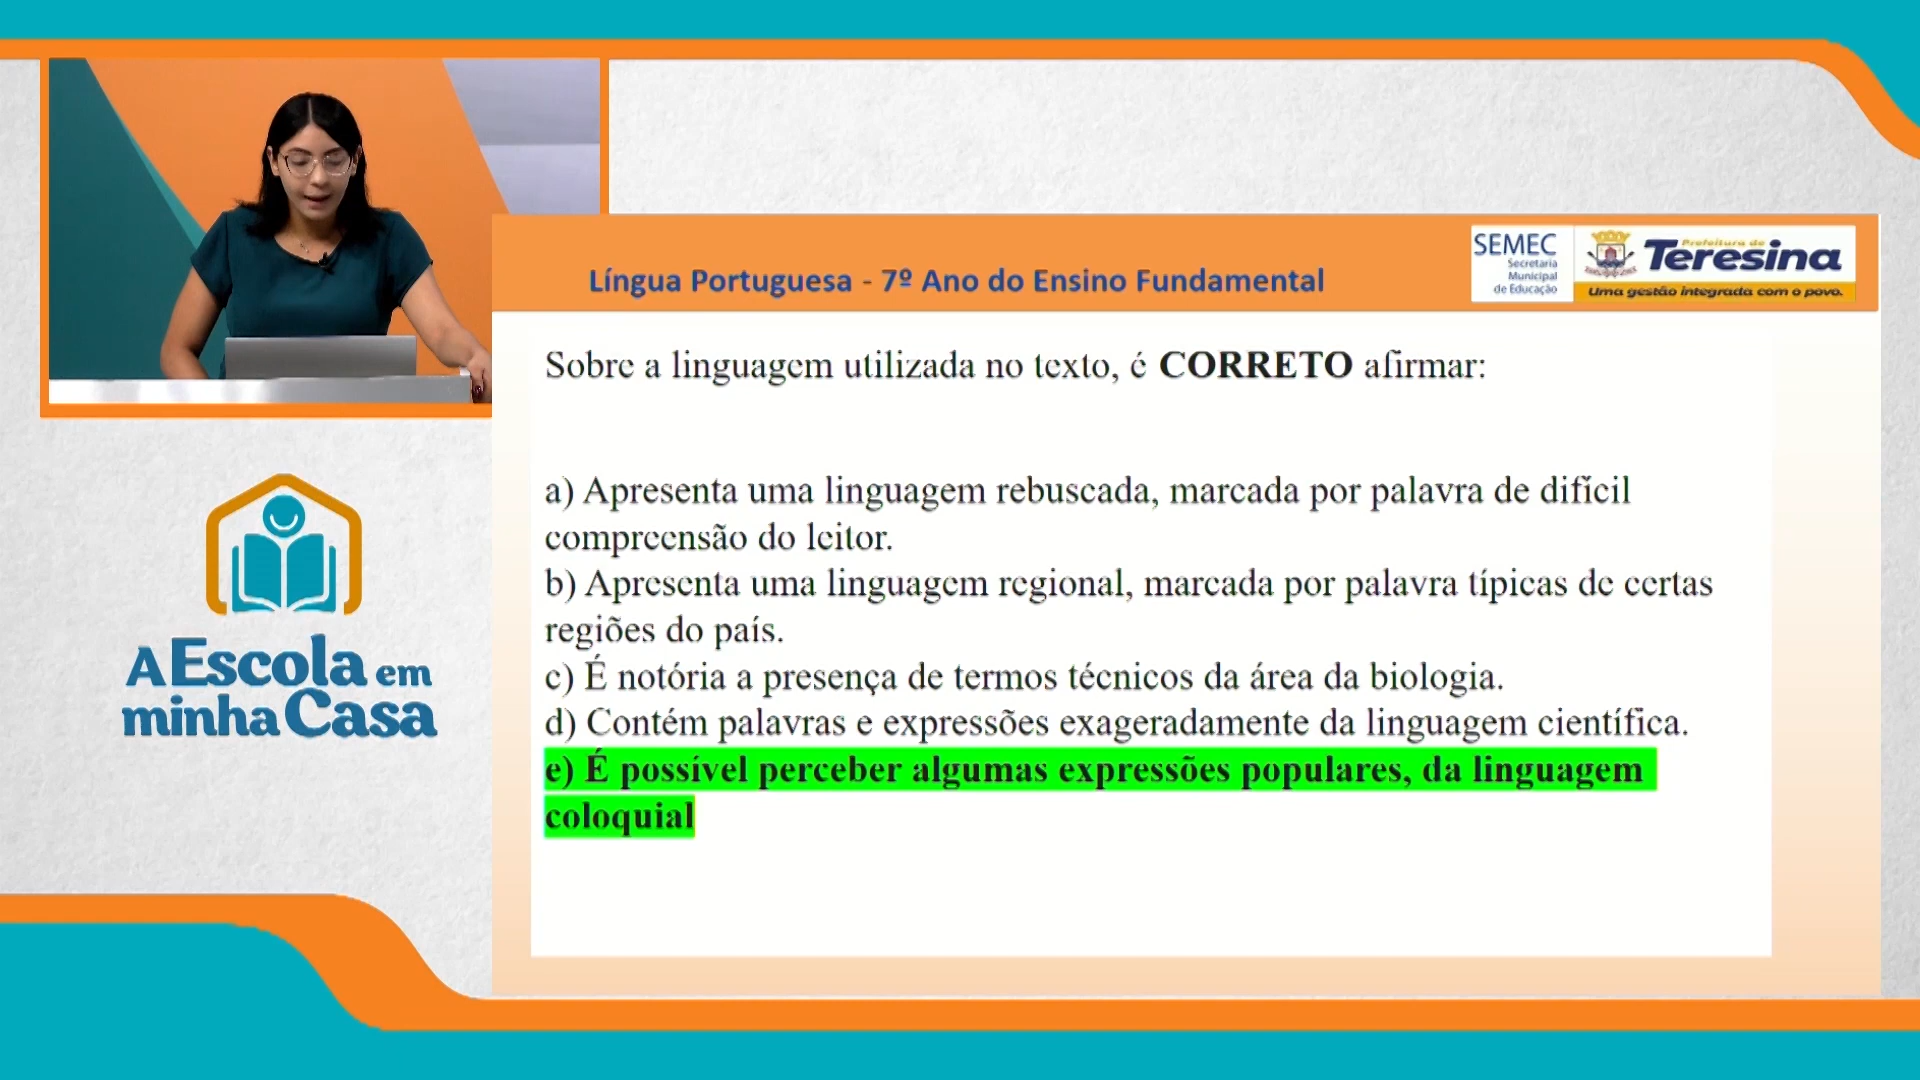 SEMEC
Secretaria
Municipal
de Educação
Prefeitura de
Teresina
Uma gestão integrada com o povo.
Língua Portuguesa - 7º Ano do Ensino Fundamental
Sobre a linguagem utilizada no texto, é CORRETO afirmar:
a) Apresenta uma linguagem rebuscada, marcada por palavra de difícil
compreensão do leitor.
b) Apresenta uma linguagem regional, marcada por palavra típicas de certas
regiões do país.
c) É notória a presença de termos técnicos da área da biologia.
d) Contém palavras e expressões exageradamente da linguagem científica.
e) É possível perceber algumas expressões populares, da linguagem
coloquial
A Escola em
minha Casa